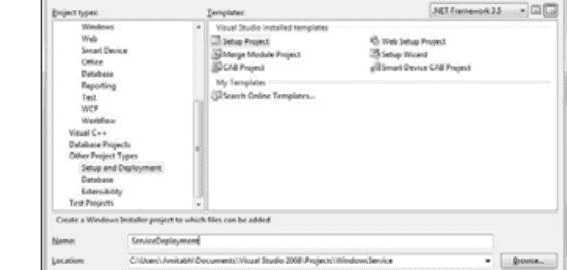 Project types:
Templates:
.NET Framework 3.5
Windows
Web
Smart Device
Office
Database
Reporting
Test
WCF
Workflow
Visual C++
Database Projects
Other Project Types
Setup and Deployment
Database
Extensibility
Test Projects
Visual Studio installed templates
Setup Project
Web Setup Project
Merge Module Project
Setup Wizard
CAB Project
Smart Device CAB Project
My Templates
Search Online Templates...
Create a Windows Installer project to which files can be added
Name:
ServiceDeployment
Location:
C:\Users\AmitabH\Documents\Visual Studio 2008\Projects\WindowsService
Browse...